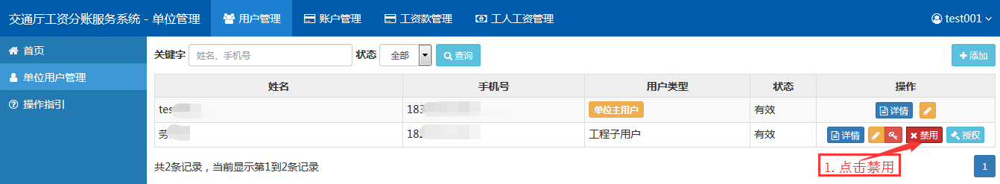 交通厅工资分账服务系统 - 单位管理 用户管理 账户管理 工资款管理 工人工资管理 test001
首页
单位用户管理
操作指引
关键字 姓名、手机号 状态 全部 查询 添加
姓名 手机号 用户类型 状态 操作
tes 183 单位主用户 有效 详情
劳 182 工程子用户 有效 详情 禁用 授权
共2条记录，当前显示第1到2条记录 1
1. 点击禁用